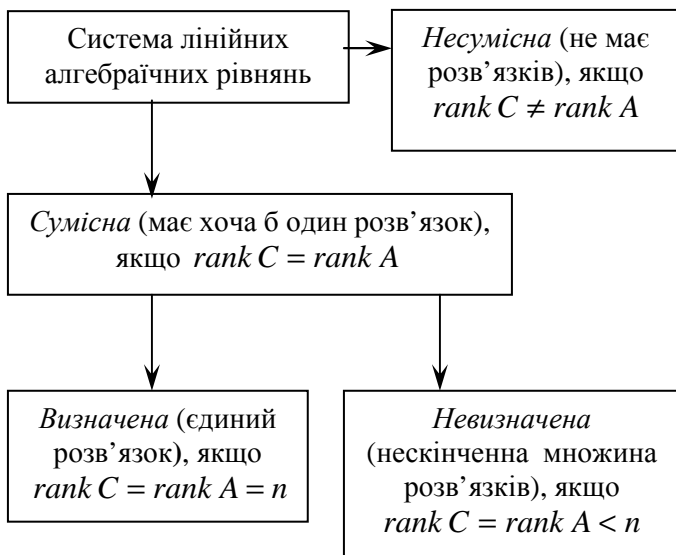 Система лінійних
алгебраїчних рівнянь
Несумісна (не має
розв’язків), якщо
rank C ≠ rank A
Сумісна (має хоча б один розв’язок),
якщо rank C = rank A
Визначена (єдиний
розв’язок), якщо
rank C = rank A = n
Невизначена
(нескінченна множина
розв’язків), якщо
rank C = rank A < n